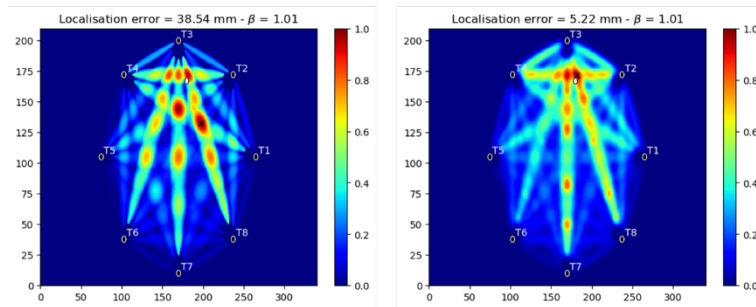 Localisation error = 38.54 mm - β = 1.01
200
175
150
125
100
75
50
25
0
0
50
100
150
200
250
300
T3
T4
T2
T5
T1
T6
T8
T7
1.0
0.8
0.6
0.4
0.2
0.0
Localisation error = 5.22 mm - β = 1.01
200
175
150
125
100
75
50
25
0
0
50
100
150
200
250
300
T3
T4
T2
T5
T1
T6
T8
T7
1.0
0.8
0.6
0.4
0.2
0.0